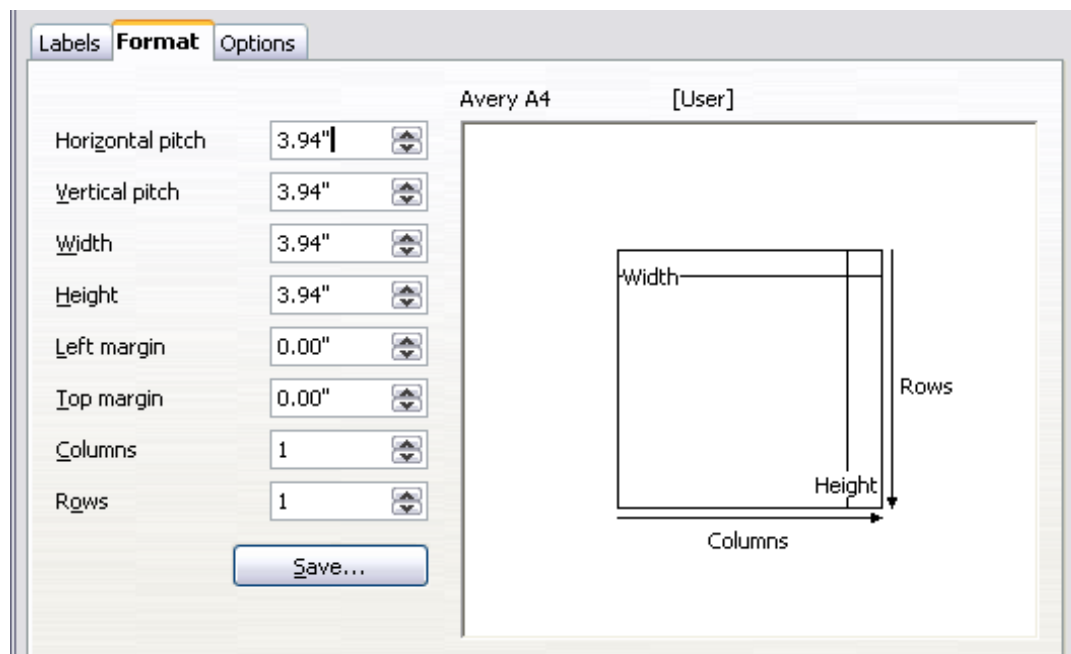 Labels Format Options
Avery A4 [User]
Horizontal pitch 3.94"
Vertical pitch 3.94"
Width 3.94"
Height 3.94"
Left margin 0.00"
Top margin 0.00"
Columns 1
Rows 1
Save...
Width
Rows
Height
Columns